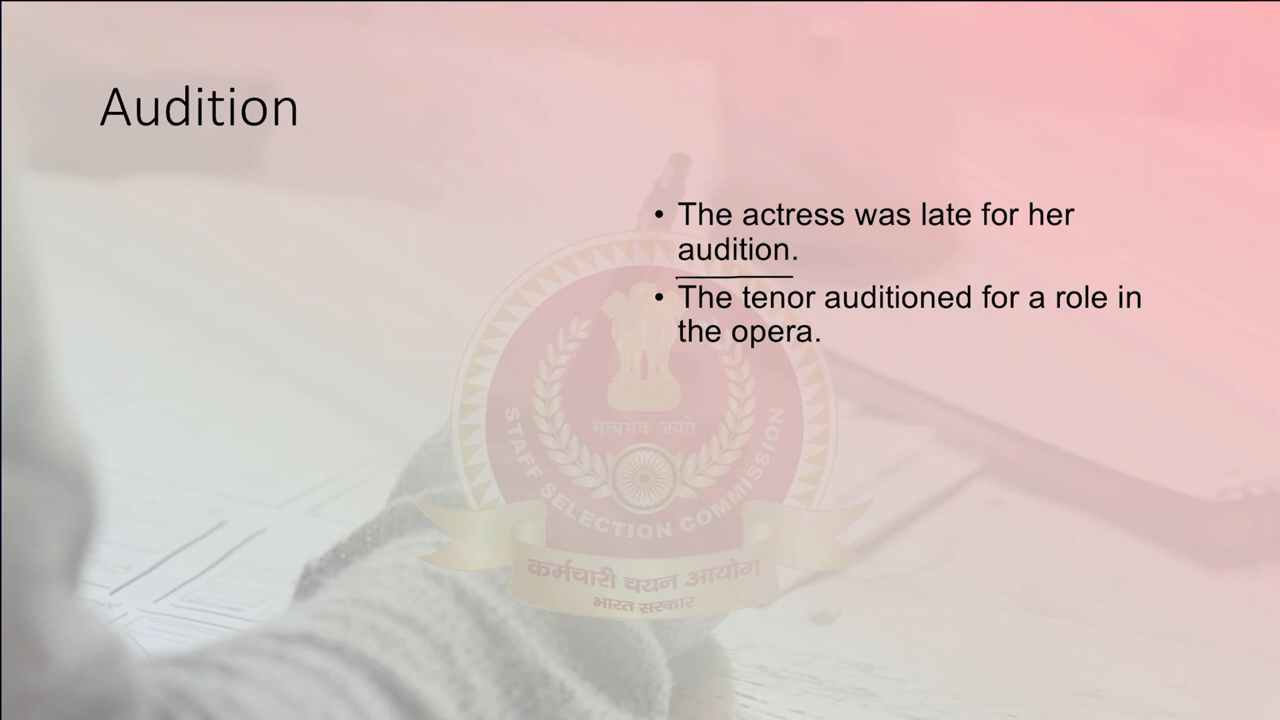 Audition
• The actress was late for her
audition.
• The tenor auditioned for a role in
the opera.
सत्यमेव जयते
STAFF SELECTION COMMISSION
कर्मचारी चयन आयोग
भारत सरकार